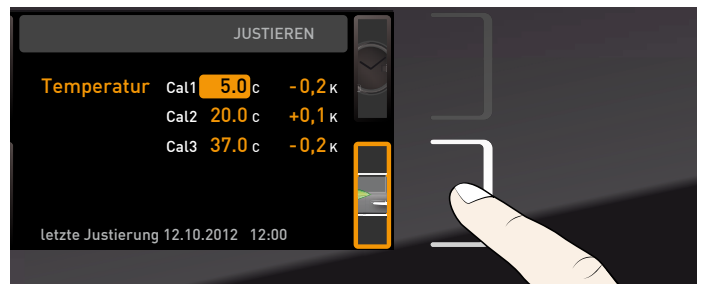 JUSTIEREN
Temperatur Cal1 5.0 c -0,2 K
Cal2 20.0 c +0,1 K
Cal3 37.0 c -0,2 K
letzte Justierung 12.10.2012 12:00